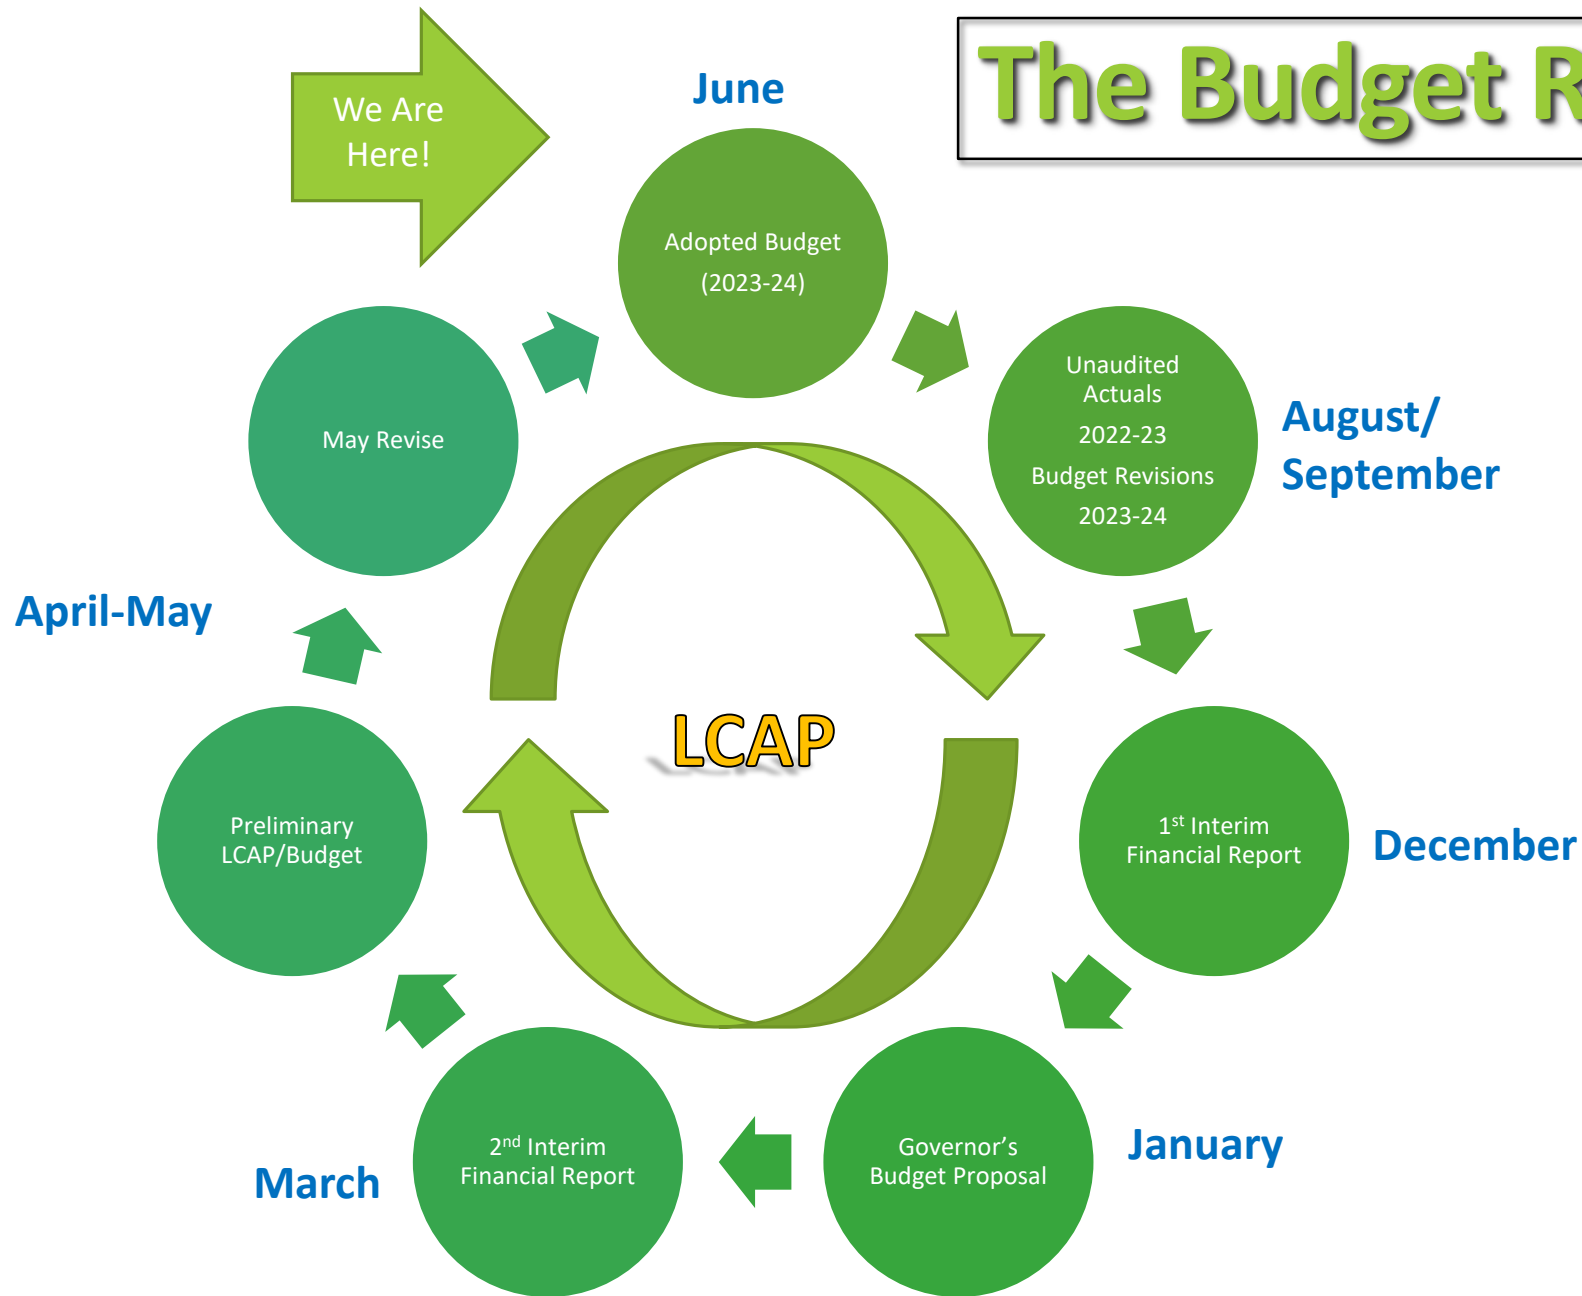 The Budget R
We Are
Here!
June
Adopted Budget
(2023-24)
Unaudited
Actuals
2022-23
Budget Revisions
2023-24
August/
September
1st Interim
Financial Report
December
Governor’s
Budget Proposal
January
2nd Interim
Financial Report
March
Preliminary
LCAP/Budget
April-May
May Revise
LCAP